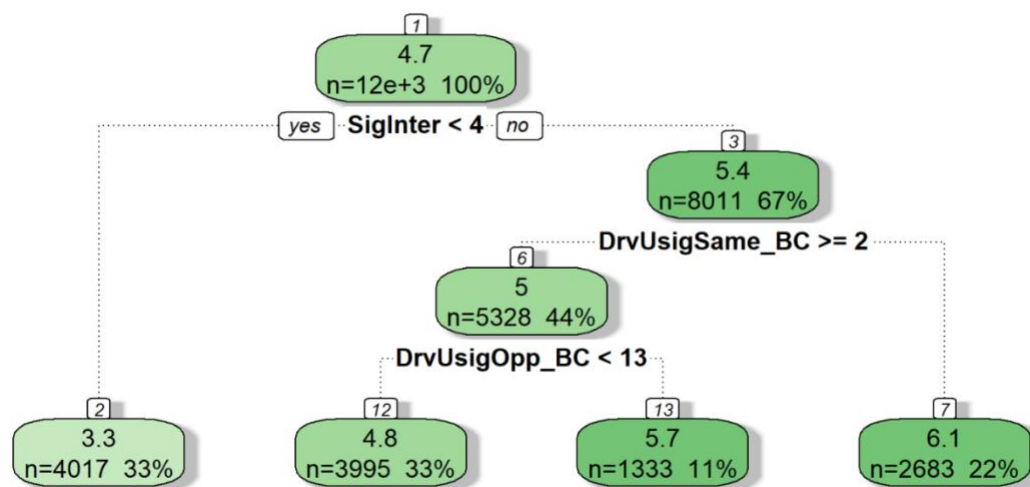 1
4.7
n=12e+3 100%
yes SigInter < 4 no
3
5.4
n=8011 67%
DrvUsigSame_BC >= 2
6
5
n=5328 44%
DrvUsigOpp_BC < 13
2
3.3
n=4017 33%
12
4.8
n=3995 33%
13
5.7
n=1333 11%
7
6.1
n=2683 22%